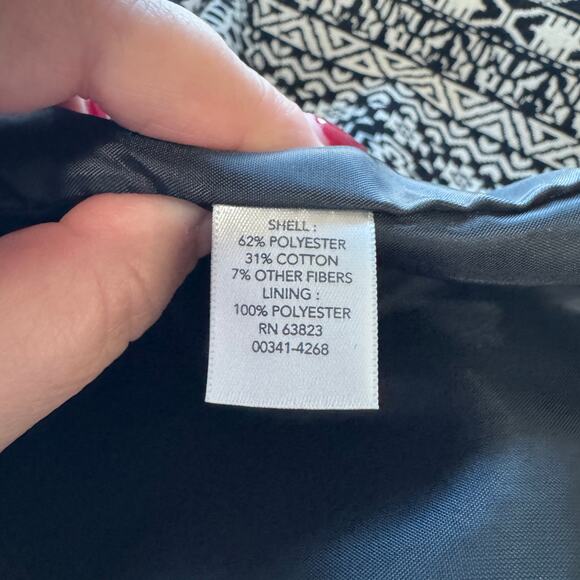 SHELL :
62% POLYESTER
31% COTTON
7% OTHER FIBERS
LINING :
100% POLYESTER
RN 63823
00341-4268